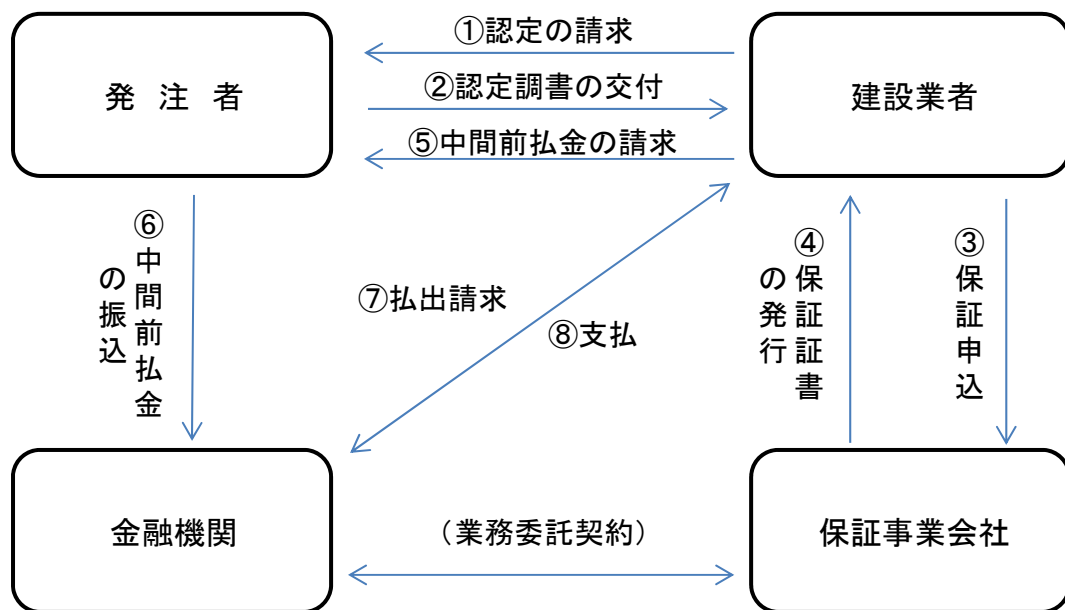 ①認定の請求
発 注 者
②認定調書の交付
建設業者
⑤中間前払金の請求
⑥中間前払金
の振込
⑦払出請求
⑧支払
④保証証書
の発行
③保証申込
金融機関
（業務委託契約）
保証事業会社